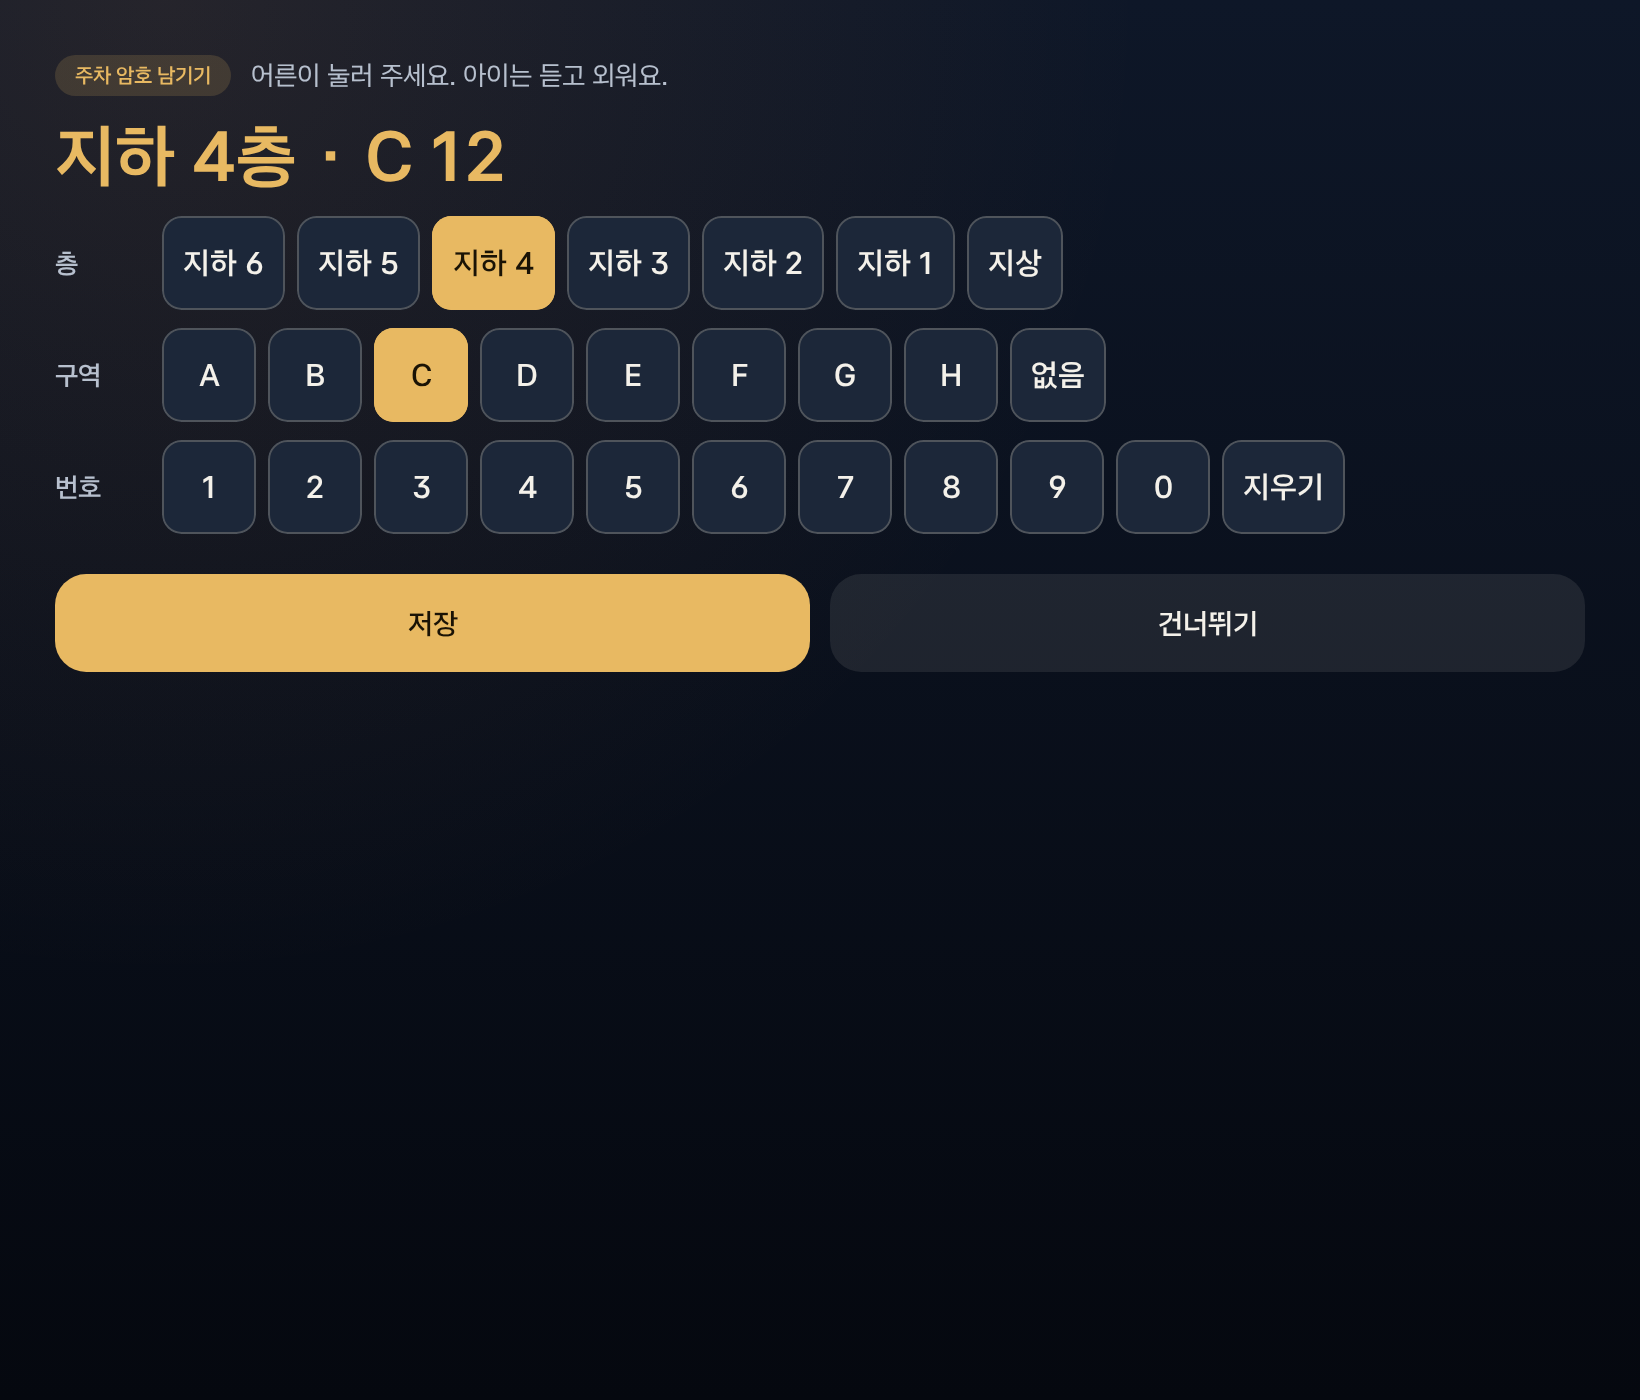 주차 암호 남기기 어른이 눌러 주세요. 아이는 듣고 외워요.
지하 4층 · C 12
층 지하 6 지하 5 지하 4 지하 3 지하 2 지하 1 지상
구역 A B C D E F G H 없음
번호 1 2 3 4 5 6 7 8 9 0 지우기
저장 건너뛰기